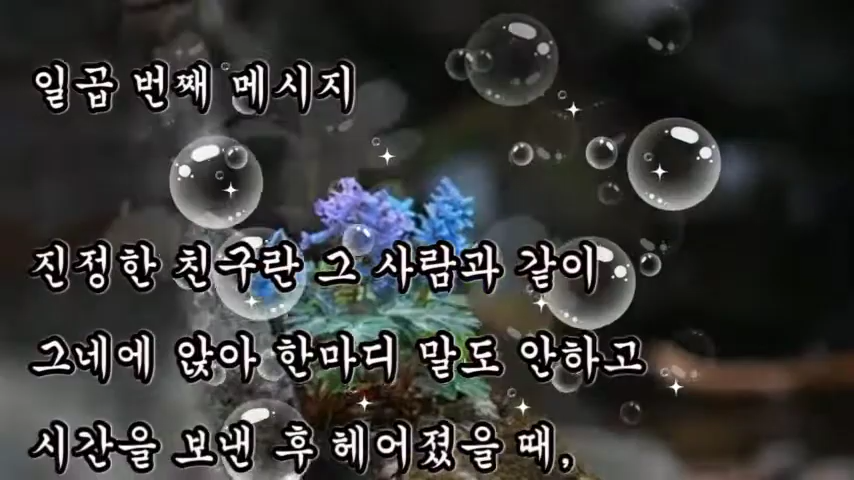 일곱 번째 메시지
진정한 친구란 그 사람과 같이
그네에 앉아 한마디 말도 안하고
시간을 보낸 후 헤어졌을 때,